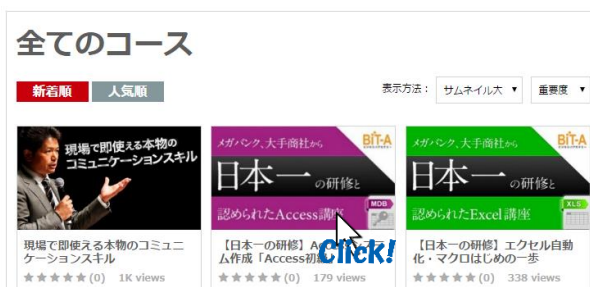 全てのコース
新着順 人気順
表示方法： サムネイル大 ▼ 重要度 ▼
現場で即使える本物の
コミュニケーションスキル
メガバンク、大手商社から BiT-A
日本一の研修と
認められたAccess講座 MDB
メガバンク、大手商社から BiT-A
日本一の研修と
認められたExcel講座 XLS
現場で即使える本物のコミュニ
ケーションスキル
★★★★★(0) 1K views
【日本一の研修】
ム作成「Access初級
★★★★★(0) 179 views
Click!
【日本一の研修】エクセル自動
化・マクロはじめの一歩
★★★★★(0) 338 views